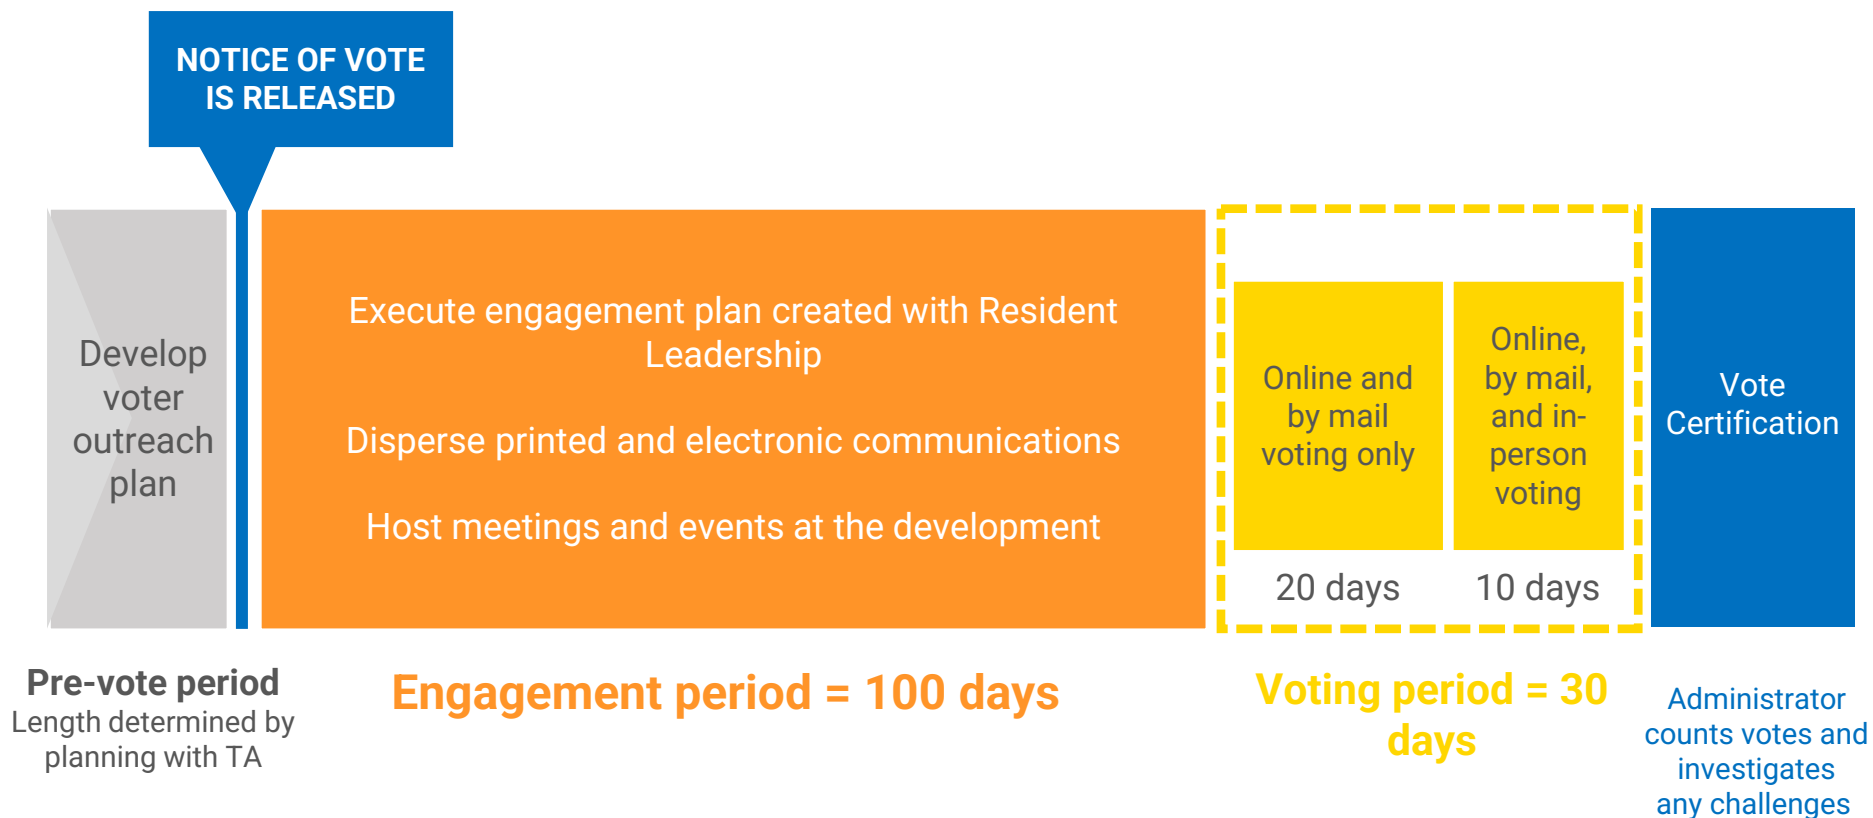 NOTICE OF VOTE
IS RELEASED
Develop
voter
outreach
plan
Execute engagement plan created with Resident
Leadership
Disperse printed and electronic communications
Host meetings and events at the development
Online and
by mail
voting only
Online,
by mail,
and in-
person
voting
20 days
10 days
Vote
Certification
Pre-vote period
Length determined by
planning with TA
Engagement period = 100 days
Voting period = 30
days
Administrator
counts votes and
investigates
any challenges